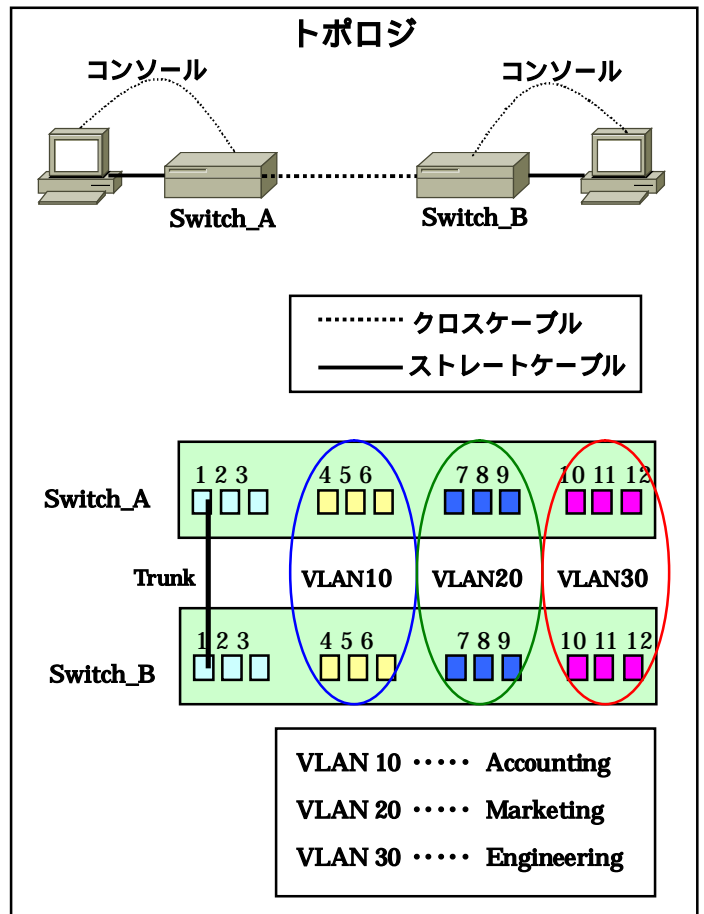 トポロジ
コンソール
コンソール
Switch_A
Switch_B
クロスケーブル
ストレートケーブル
1 2 3 4 5 6 7 8 9 10 11 12
Switch_A
Trunk VLAN10 VLAN20 VLAN30
1 2 3 4 5 6 7 8 9 10 11 12
Switch_B
VLAN 10 ····· Accounting
VLAN 20 ····· Marketing
VLAN 30 ····· Engineering